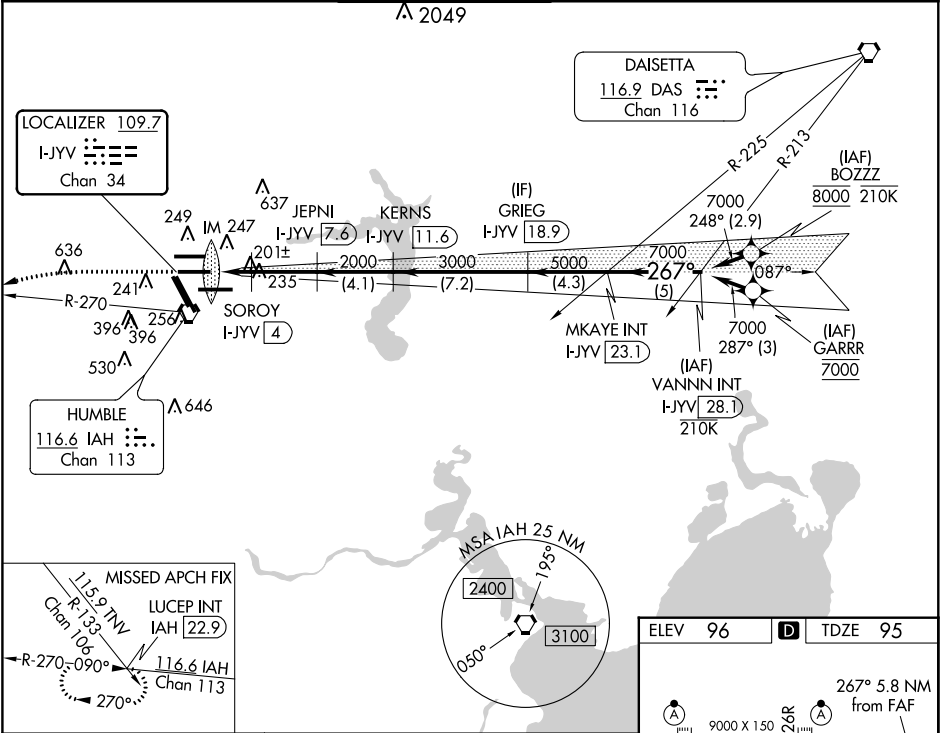 2049
DAISETTA
116.9 DAS
Chan 116
LOCALIZER 109.7
I-JYV
Chan 34
R-225
R-213
(IAF)
BOZZZ
8000 210K
7000
248° (2.9)
637
JEPNI
I-JYV 7.6
KERNS
I-JYV 11.6
(IF)
GRIEG
I-JYV 18.9
249
IM
247
201±
235
636
241
2000
(4.1)
3000
(7.2)
5000
(4.3)
7000
267°
(5)
087°
R-270
256
396
396
530
SOROY
I-JYV 4
MKAYE INT
I-JYV 23.1
7000
287° (3)
(IAF)
GARRR
7000
(IAF)
VANNN INT
I-JYV 28.1
210K
HUMBLE
116.6 IAH
Chan 113
646
MISSED APCH FIX
115.9 TNV
R-133
Chan 106
LUCEP INT
IAH 22.9
R-270-090°
116.6 IAH
Chan 113
270°
MSA IAH 25 NM
195°
2400
3100
050°
ELEV 96 D TDZE 95
267° 5.8 NM
from FAF
A
9000 X 150
26R
A